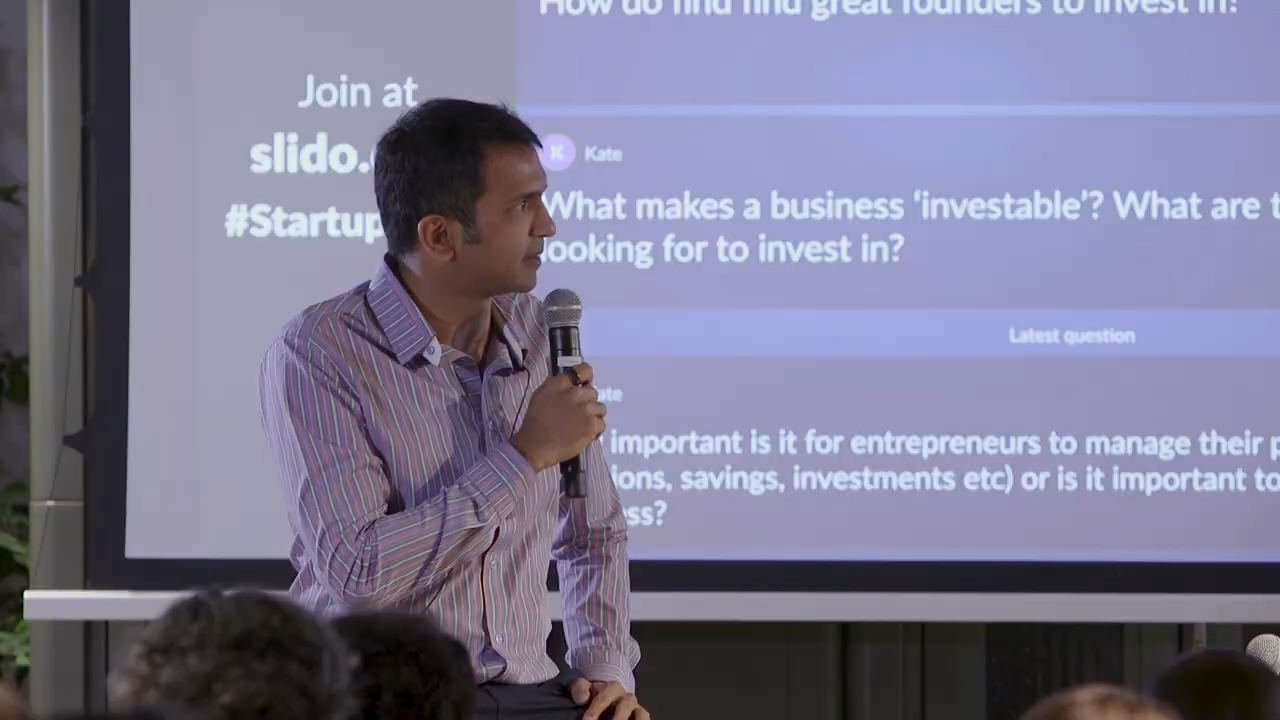 How do find find great founders to invest in?
Join at
slido.
#Startup
K Kate
What makes a business ‘investable’? What are t
looking for to invest in?
Latest question
ate
important is it for entrepreneurs to manage their p
ions, savings, investments etc) or is it important to
ss?